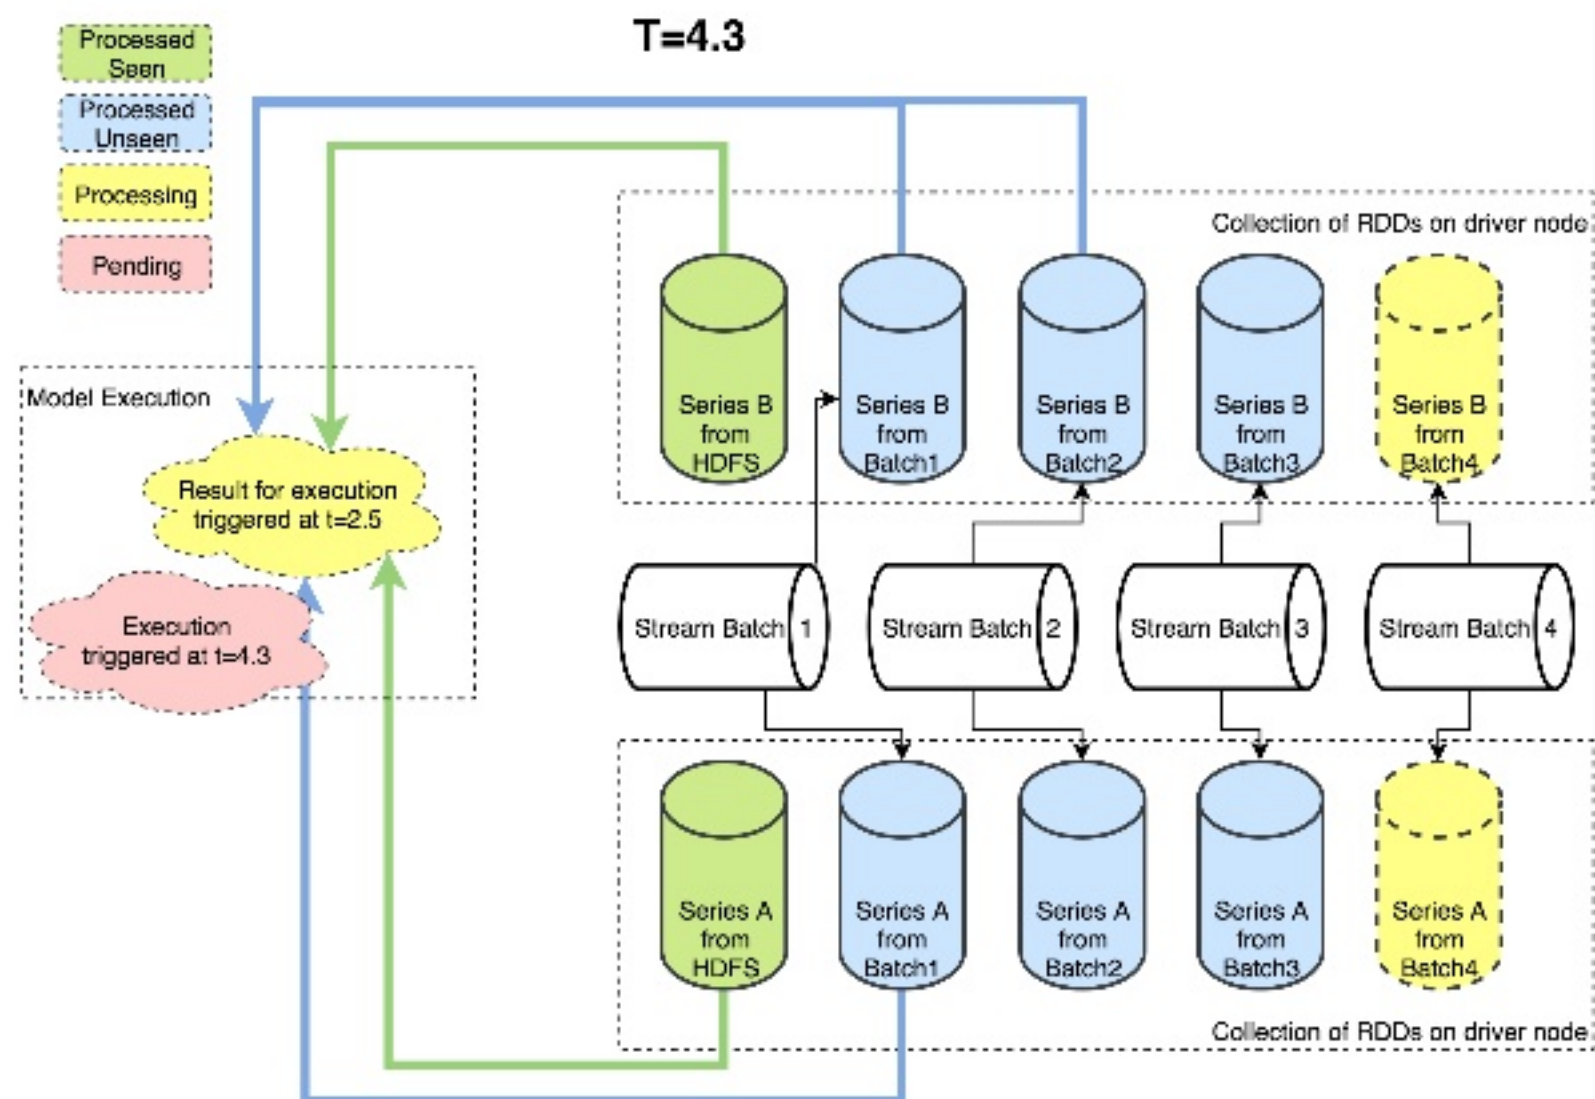 T=4.3
Processed
Seen
Processed
Unseen
Processing
Pending
Collection of RDDs on driver node
Model Execution
Series B
from
HDFS
Series B
from
Batch1
Series B
from
Batch2
Series B
from
Batch3
Series B
from
Batch4
Result for execution
triggered at t=2.5
Execution
triggered at t=4.3
Stream Batch 1
Stream Batch 2
Stream Batch 3
Stream Batch 4
Series A
from
HDFS
Series A
from
Batch1
Series A
from
Batch2
Series A
from
Batch3
Series A
from
Batch4
Collection of RDDs on driver node